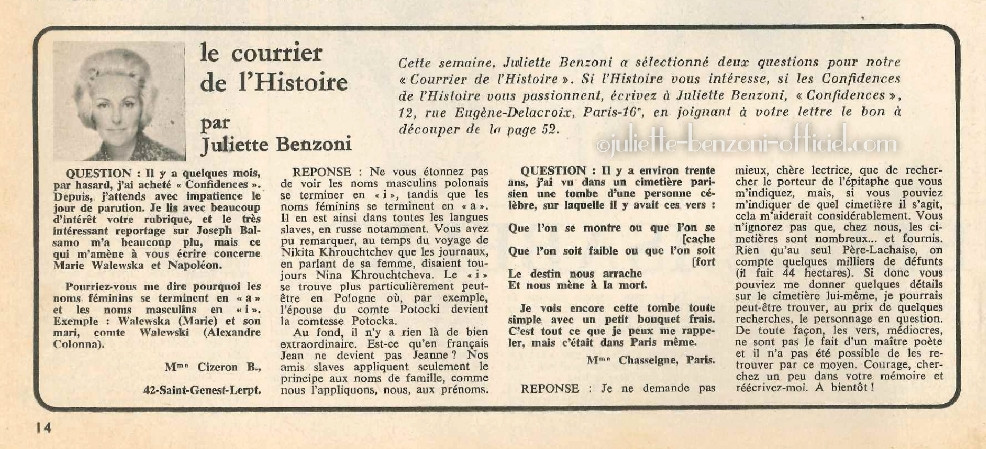 le courrier
de l'Histoire
par
Juliette Benzoni
Cette semaine, Juliette Benzoni a sélectionné deux questions pour notre
« Courrier de l'Histoire ». Si l'Histoire vous intéresse, si les Confidences
de l'Histoire vous passionnent, écrivez à Juliette Benzoni, « Confidences »,
12, rue Eugène-Delacroix, Paris-16e, en joignant à votre lettre le bon à
découper de la page 52.
©juliette-benzoni-officiel.com
QUESTION : Il y a quelques mois,
par hasard, j'ai acheté « Confidences ».
Depuis, j'attends avec impatience le
jour de parution. Je lis avec beaucoup
d'intérêt votre rubrique, et le très
intéressant reportage sur Joseph Bal-
samo m'a beaucoup plu, mais ce
qui m'amène à vous écrire concerne
Marie Walewska et Napoléon.
Pourriez-vous me dire pourquoi les
noms féminins se terminent en « a »
et les noms masculins en « i ».
Exemple : Walewska (Marie) et son
mari, comte Walewski (Alexandre
Colonna).
Mme Cizeron B.,
42-Saint-Genest-Lerpt.
REPONSE : Ne vous étonnez pas
de voir les noms masculins polonais
se terminer en « i », tandis que les
noms féminins se terminent en « a ».
Il en est ainsi dans toutes les langues
slaves, en russe notamment. Vous avez
pu remarquer, au temps du voyage de
Nikita Khrouchtchev que les journaux,
en parlant de sa femme, disaient tou-
jours Nina Khrouchtcheva. Le « i »
se trouve plus particulièrement peut-
être en Pologne où, par exemple,
l'épouse du comte Potocki devient
la comtesse Potocka.
Au fond, il n'y a rien là de bien
extraordinaire. Est-ce qu'en français
Jean ne devient pas Jeanne ? Nos
amis slaves appliquent seulement le
principe aux noms de famille, comme
nous l'appliquons, nous, aux prénoms.
QUESTION : Il y a environ trente
ans, j'ai vu dans un cimetière pari-
sien une tombe d'une personne cé-
lèbre, sur laquelle il y avait ces vers :
Que l'on se montre ou que l'on se
[cache
Que l'on soit faible ou que l'on soit
[fort
Le destin nous arrache
Et nous mène à la mort.
Je vois encore cette tombe toute
simple avec un petit bouquet frais.
C'est tout ce que je peux me rappe-
ler, mais c'était dans Paris même.
Mme Chasseigne, Paris.
REPONSE : Je ne demande pas
mieux, chère lectrice, que de recher-
cher le porteur de l'épitaphe que vous
m'indiquez, mais, si vous pouviez
m'indiquer de quel cimetière il s'agit,
cela m'aiderait considérablement. Vous
n'ignorez pas que, chez nous, les ci-
metières sont nombreux... et fournis.
Rien qu'au seul Père-Lachaise, on
compte quelques milliers de défunts
(il fait 44 hectares). Si donc vous
pouviez me donner quelques détails
sur le cimetière lui-même, je pourrais
peut-être trouver, au prix de quelques
recherches, le personnage en question.
De toute façon, les vers, médiocres,
ne sont pas le fait d'un maître poète
et il n'a pas été possible de les re-
trouver par ce moyen. Courage, cher-
chez un peu dans votre mémoire et
réécrivez-moi. A bientôt !
14